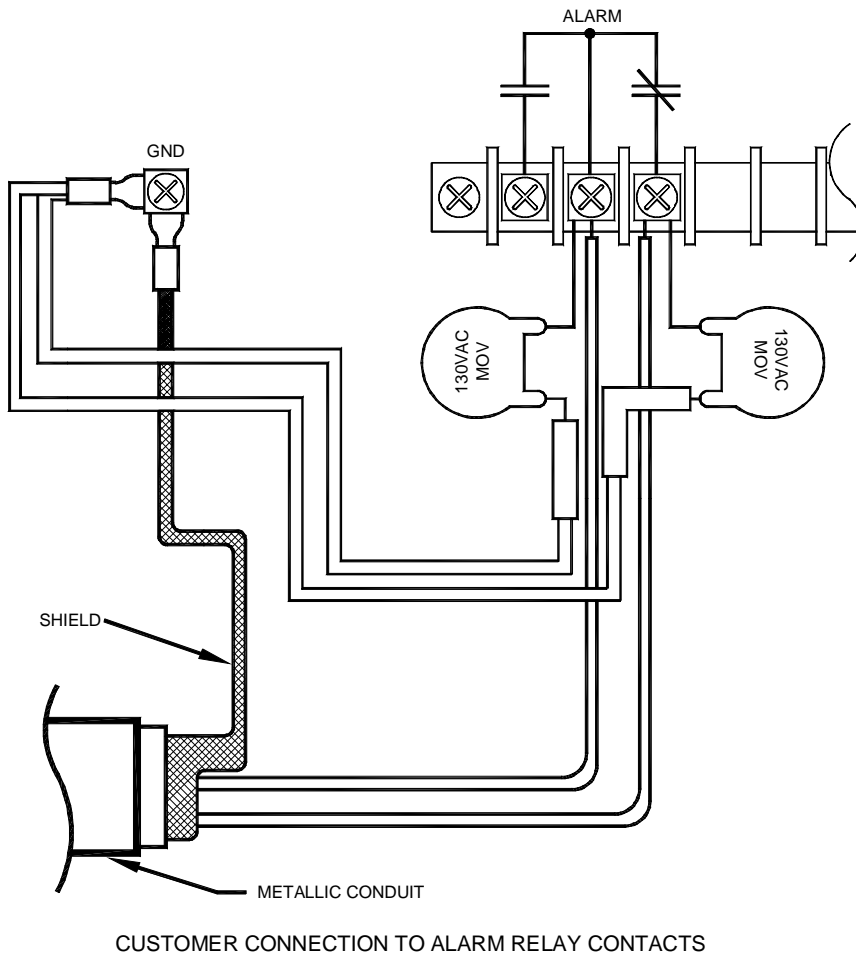 ALARM
GND
130VAC
MOV
130VAC
MOV
SHIELD
METALLIC CONDUIT
CUSTOMER CONNECTION TO ALARM RELAY CONTACTS